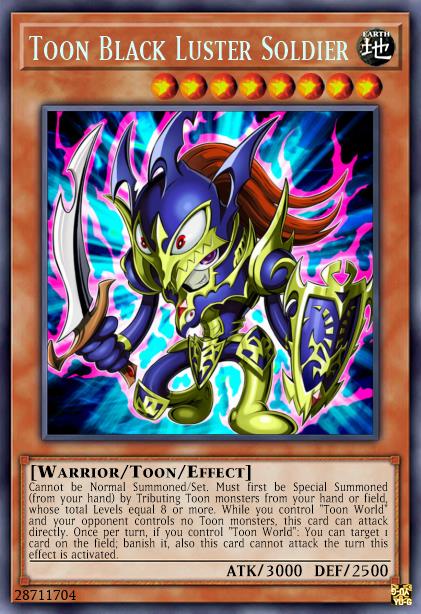 TOON BLACK LUSTER SOLDIER
EARTH
地
[WARRIOR/TOON/EFFECT]
Cannot be Normal Summoned/Set. Must first be Special Summoned
(from your hand) by Tributing Toon monsters from your hand or field,
whose total Levels equal 8 or more. While you control "Toon World"
and your opponent controls no Toon monsters, this card can attack
directly. Once per turn, if you control "Toon World": You can target 1
card on the field; banish it, also this card cannot attack the turn this
effect is activated.
ATK/3000 DEF/2500
28711704